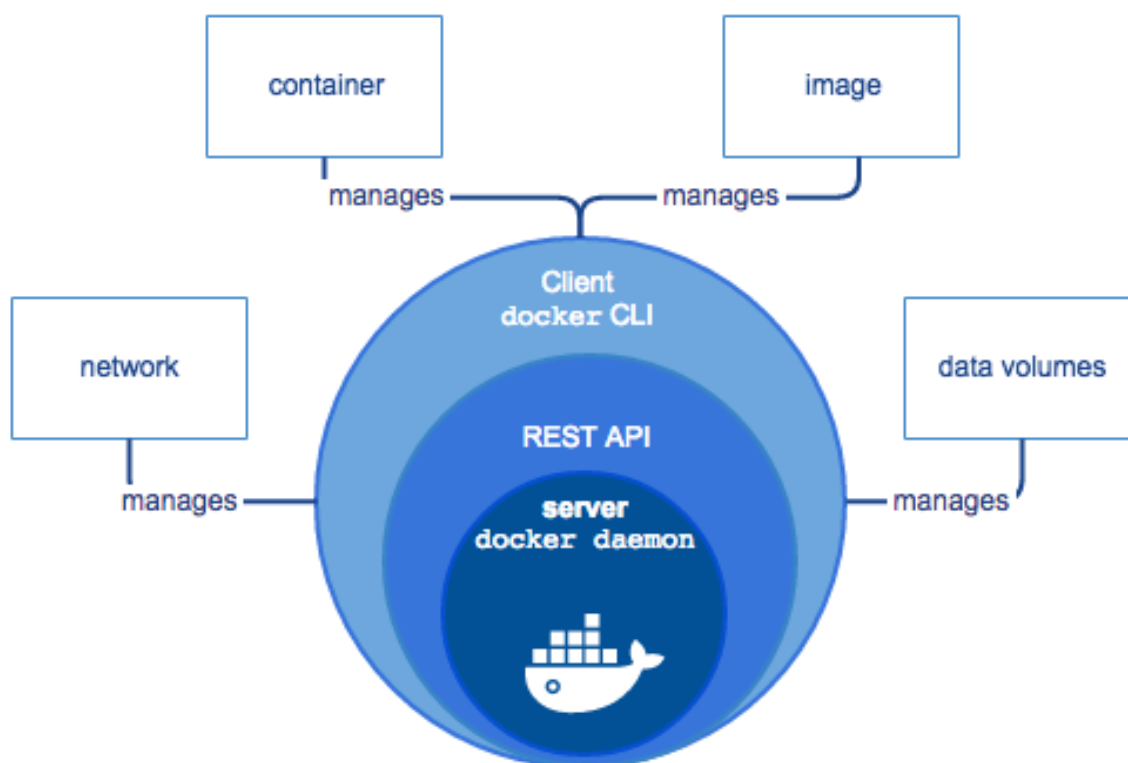 container
image
manages
manages
Client
docker CLI
network
data volumes
REST API
manages
server
manages
docker daemon